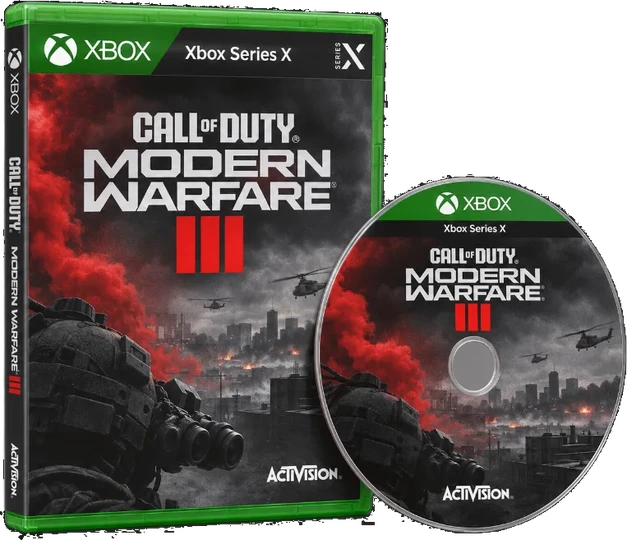 XBOX
Xbox Series X
SERIES X
CALL OF DUTY®
MODERN
WARFARE®
III
ACTIVISION®
XBOX
CALL OF DUTY®
MODERN WARFARE®
III
ACTIVISION®
XBOX
Xbox Series X
CALL OF DUTY®
MODERN
WARFARE®
III
ACTIVISION®